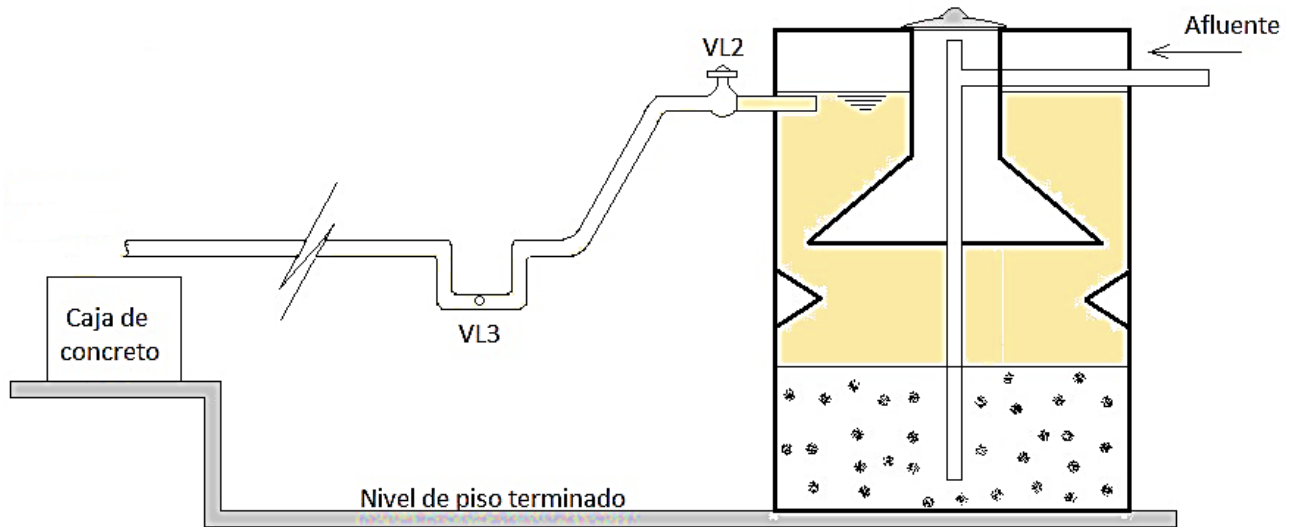 Afluente
VL2
VL3
Caja de
concreto
Nivel de piso terminado